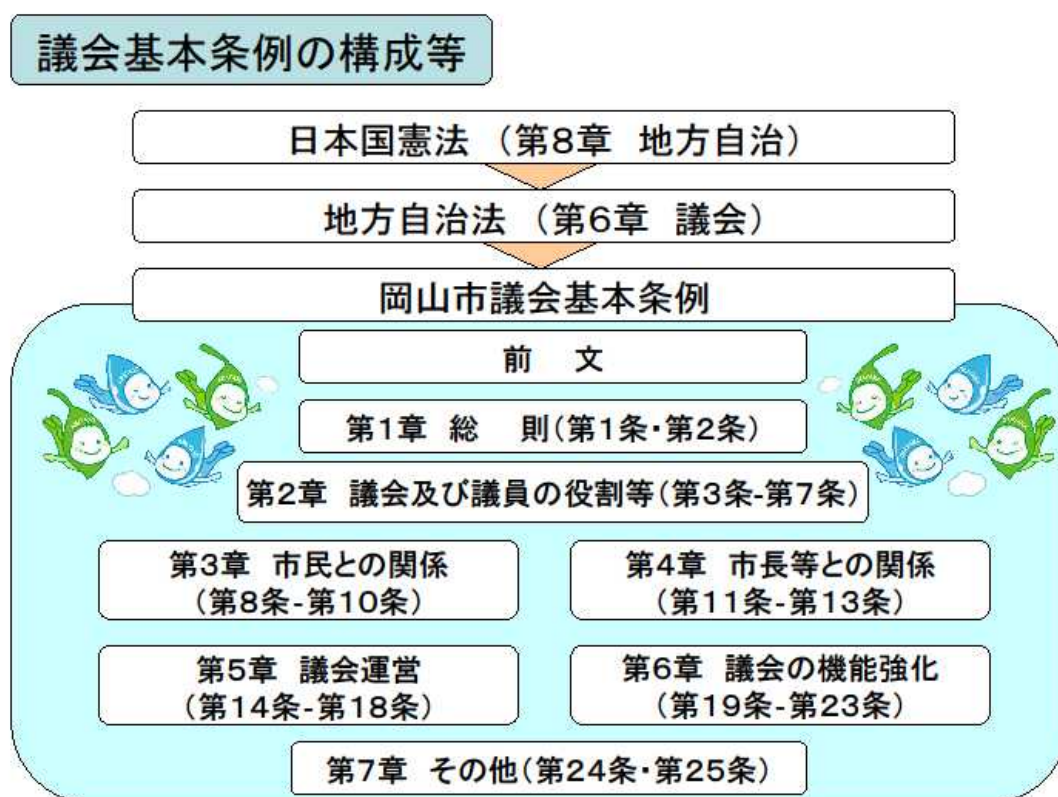 議会基本条例の構成等
日本国憲法 （第８章 地方自治）
地方自治法 （第６章 議会）
岡山市議会基本条例
前 文
第１章 総 則（第１条・第２条）
第２章 議会及び議員の役割等（第３条-第７条）
第３章 市民との関係
（第８条-第１０条）
第４章 市長等との関係
（第１１条-第１３条）
第５章 議会運営
（第１４条-第１８条）
第６章 議会の機能強化
（第１９条-第２３条）
第７章 その他（第２４条・第２５条）